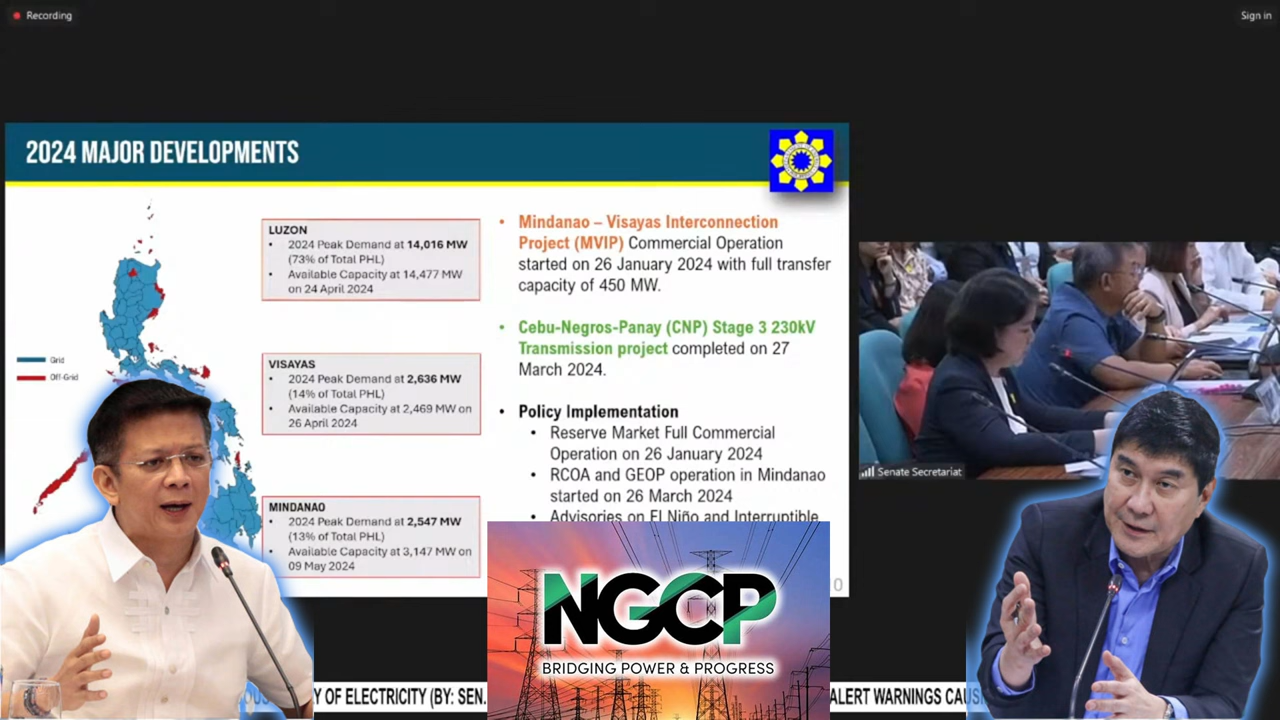 Recording
Sign in
2024 MAJOR DEVELOPMENTS
LUZON
• 2024 Peak Demand at 14,016 MW
(73% of Total PHL)
• Available Capacity at 14,477 MW
on 24 April 2024
Grid
Off-Grid
VISAYAS
• 2024 Peak Demand at 2,636 MW
(14% of Total PHL)
• Available Capacity at 2,469 MW on
26 April 2024
MINDANAO
• 2024 Peak Demand at 2,547 MW
(13% of Total PHL)
• Available Capacity at 3,147 MW on
09 May 2024
• Mindanao – Visayas Interconnection
Project (MVIP) Commercial Operation
started on 26 January 2024 with full transfer
capacity of 450 MW.
• Cebu-Negros-Panay (CNP) Stage 3 230kV
Transmission project completed on 27
March 2024.
• Policy Implementation
• Reserve Market Full Commercial
Operation on 26 January 2024
• RCOA and GEOP operation in Mindanao
started on 26 March 2024
• Advisories on El Niño and Interruptible
0
Senate Secretariat
NGCP
BRIDGING POWER & PROGRESS
Y OF ELECTRICITY (BY: SEN.
ALERT WARNINGS CAU